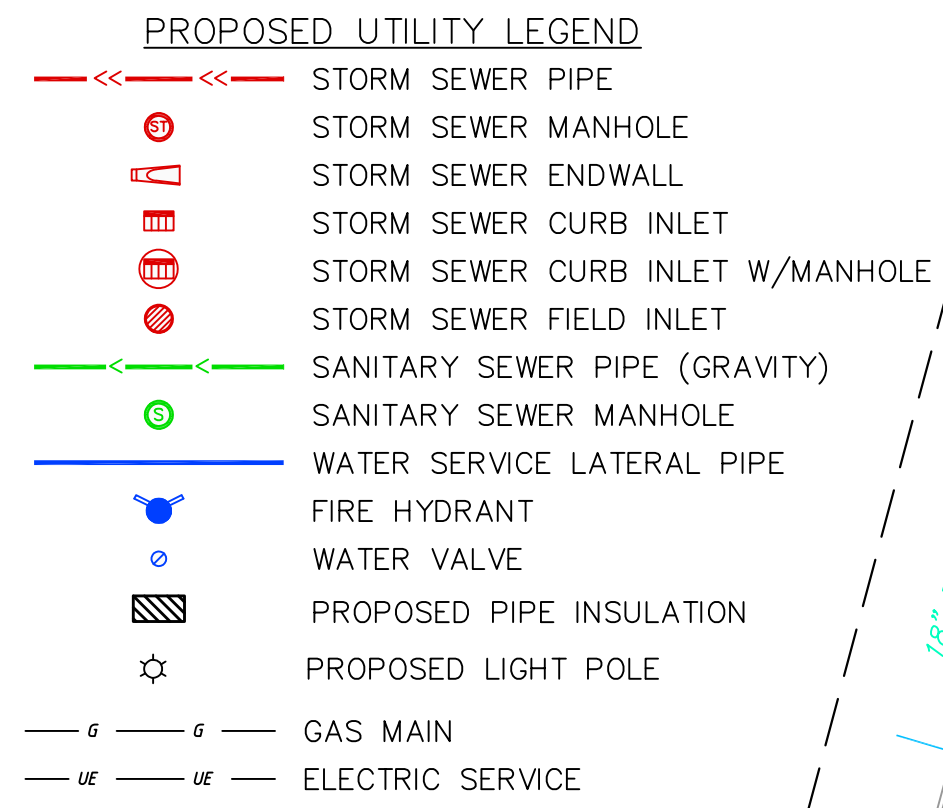 PROPOSED UTILITY LEGEND
<< << STORM SEWER PIPE
ST STORM SEWER MANHOLE
STORM SEWER ENDWALL
STORM SEWER CURB INLET
STORM SEWER CURB INLET W/MANHOLE
STORM SEWER FIELD INLET
< < SANITARY SEWER PIPE (GRAVITY)
S SANITARY SEWER MANHOLE
WATER SERVICE LATERAL PIPE
FIRE HYDRANT
WATER VALVE
PROPOSED PIPE INSULATION
PROPOSED LIGHT POLE
G G GAS MAIN
UE UE ELECTRIC SERVICE
18"